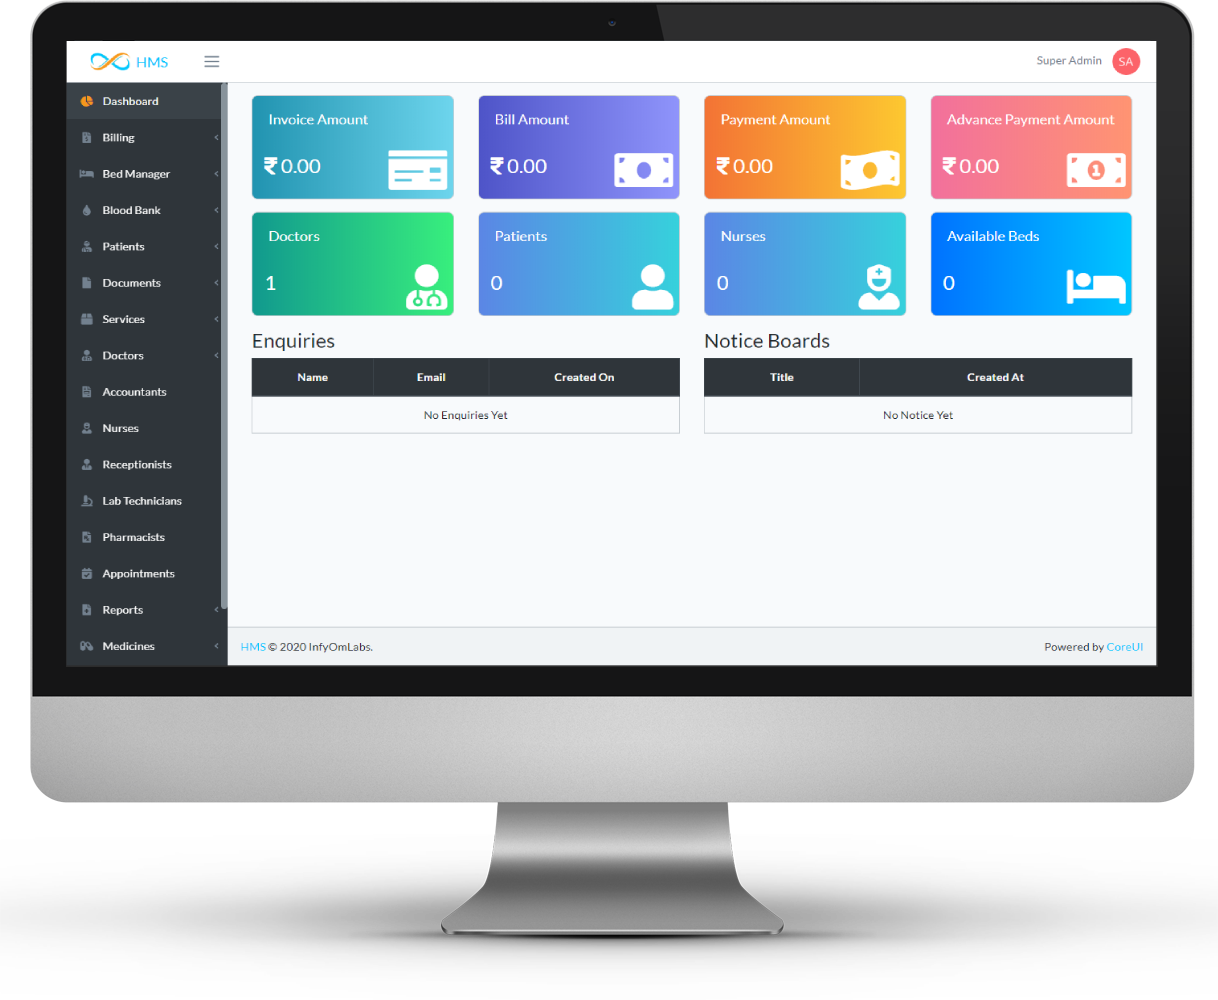 HMS
Super Admin SA
Dashboard
Billing
Bed Manager
Blood Bank
Patients
Documents
Services
Doctors
Accountants
Nurses
Receptionists
Lab Technicians
Pharmacists
Appointments
Reports
Medicines
Invoice Amount
₹ 0.00
Bill Amount
₹ 0.00
Payment Amount
₹ 0.00
Advance Payment Amount
₹ 0.00
1
Doctors
1
Patients
0
Nurses
0
Available Beds
0
Enquiries
Name Email Created On
No Enquiries Yet
Notice Boards
Title Created At
No Notice Yet
HMS © 2020 InfyOmLabs.
Powered by CoreUI